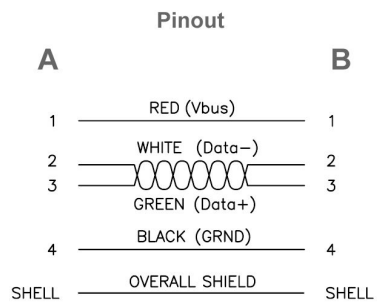 Pinout
A B
RED (Vbus)
1 1
WHITE (Data−)
2 2
3 3
GREEN (Data+)
BLACK (GRND)
4 4
OVERALL SHIELD
SHELL SHELL